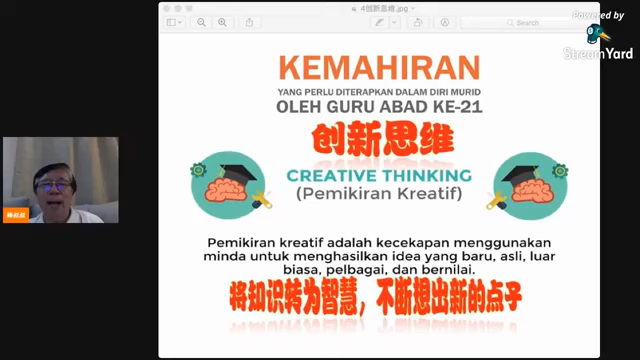 4创新思维.jpg
Search
Powered by
StreamYard
KEMAHIRAN
YANG PERLU DITERAPKAN DALAM DIRI MURID
OLEH GURU ABAD KE-21
创新思维
CREATIVE THINKING
(Pemikiran Kreatif)
Pemikiran kreatif adalah kecekapan menggunakan
minda untuk menghasilkan idea yang baru, asli, luar
biasa, pelbagai, dan bernilai.
将知识转为智慧，不断想出新的点子